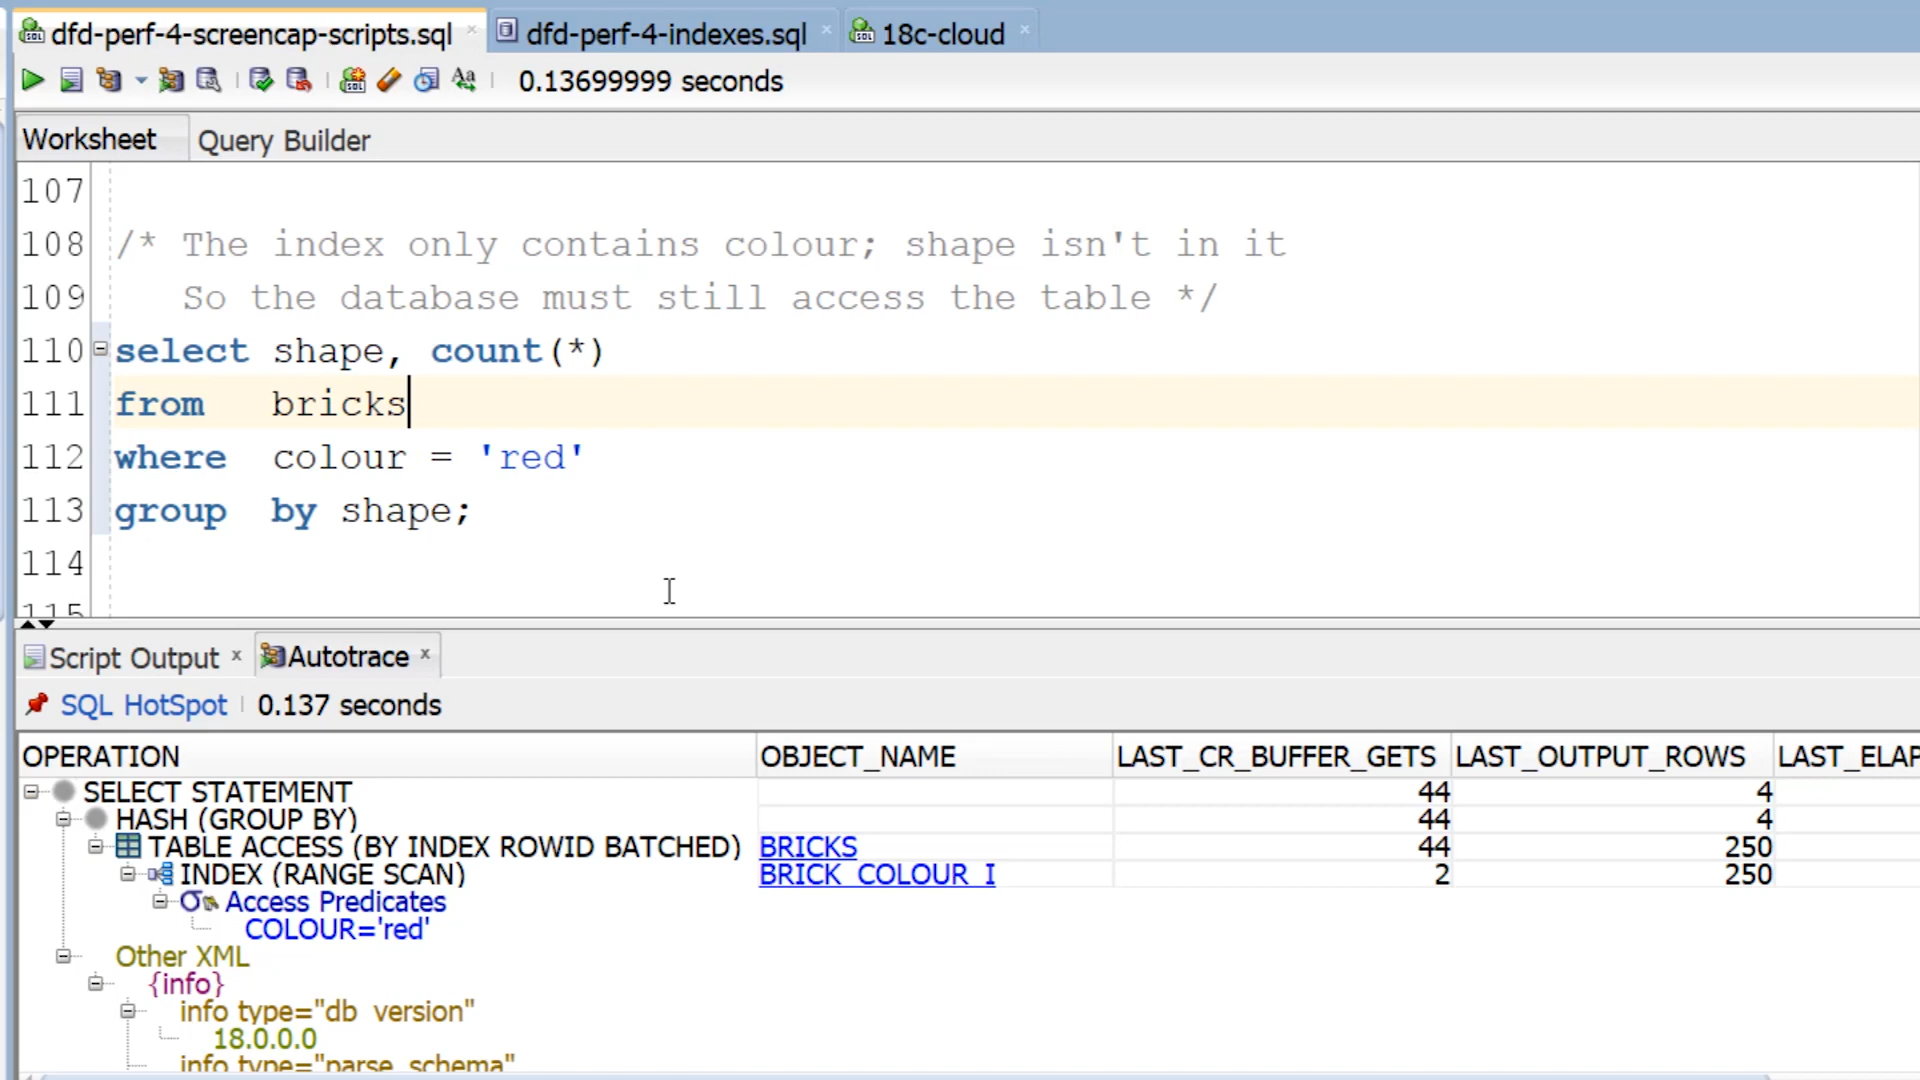 dfd-perf-4-screencap-scripts.sql dfd-perf-4-indexes.sql 18c-cloud
0.13699999 seconds
Worksheet Query Builder
107
108 /* The index only contains colour; shape isn't in it
109 So the database must still access the table */
110 select shape, count(*)
111 from bricks
112 where colour = 'red'
113 group by shape;
114
115
Script Output Autotrace
SQL HotSpot 0.137 seconds
OPERATION OBJECT_NAME LAST_CR_BUFFER_GETS LAST_OUTPUT_ROWS LAST_ELAP
SELECT STATEMENT 44 4
HASH (GROUP BY) 44 4
TABLE ACCESS (BY INDEX ROWID BATCHED) BRICKS 44 250
INDEX (RANGE SCAN) BRICK_COLOUR_I 2 250
Access Predicates
COLOUR='red'
Other XML
{info}
info type="db_version"
18.0.0.0
info type="parse_schema"